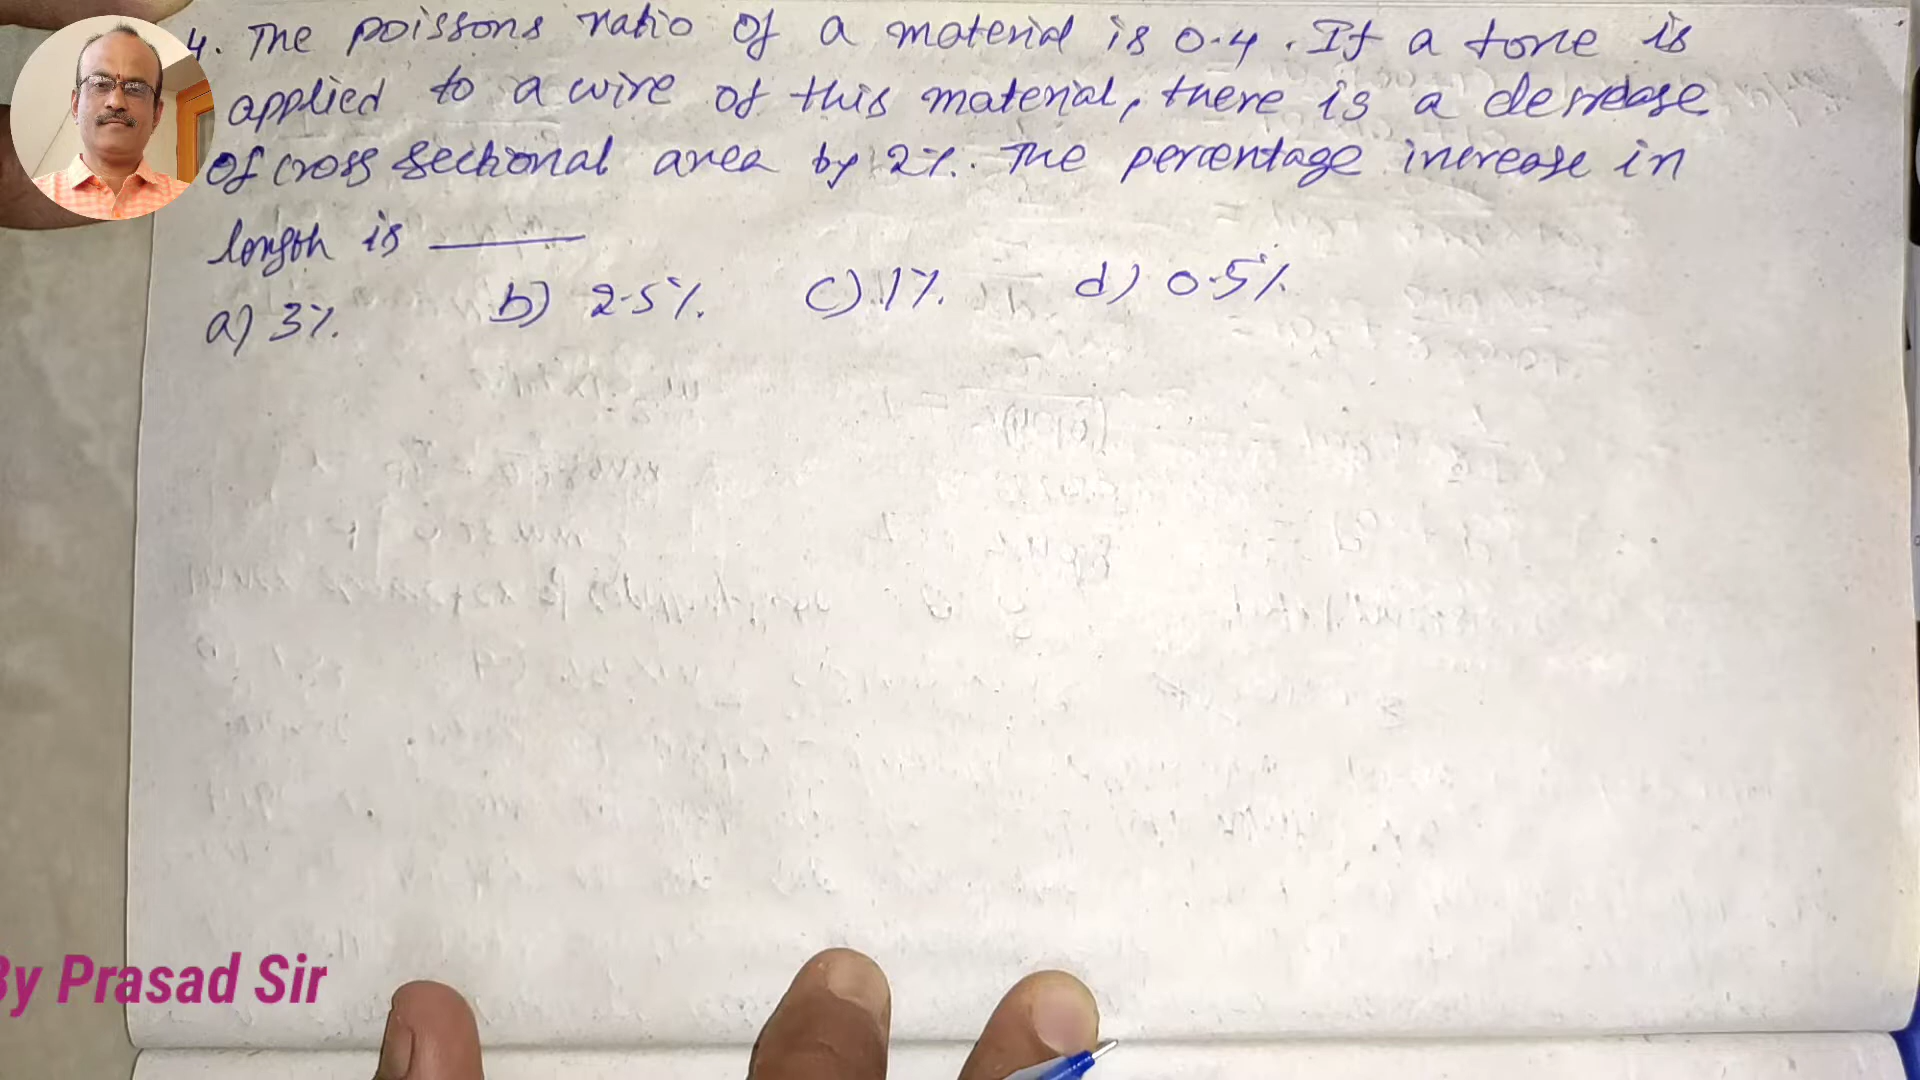 4. The poissons ratio of a material is 0.4. If a force is
applied to a wire of this material, there is a decrease
of cross sectional area by 2%. The percentage increase in
length is ———
a) 3%. b) 2.5%. c) 1%. d) 0.5%.
By Prasad Sir